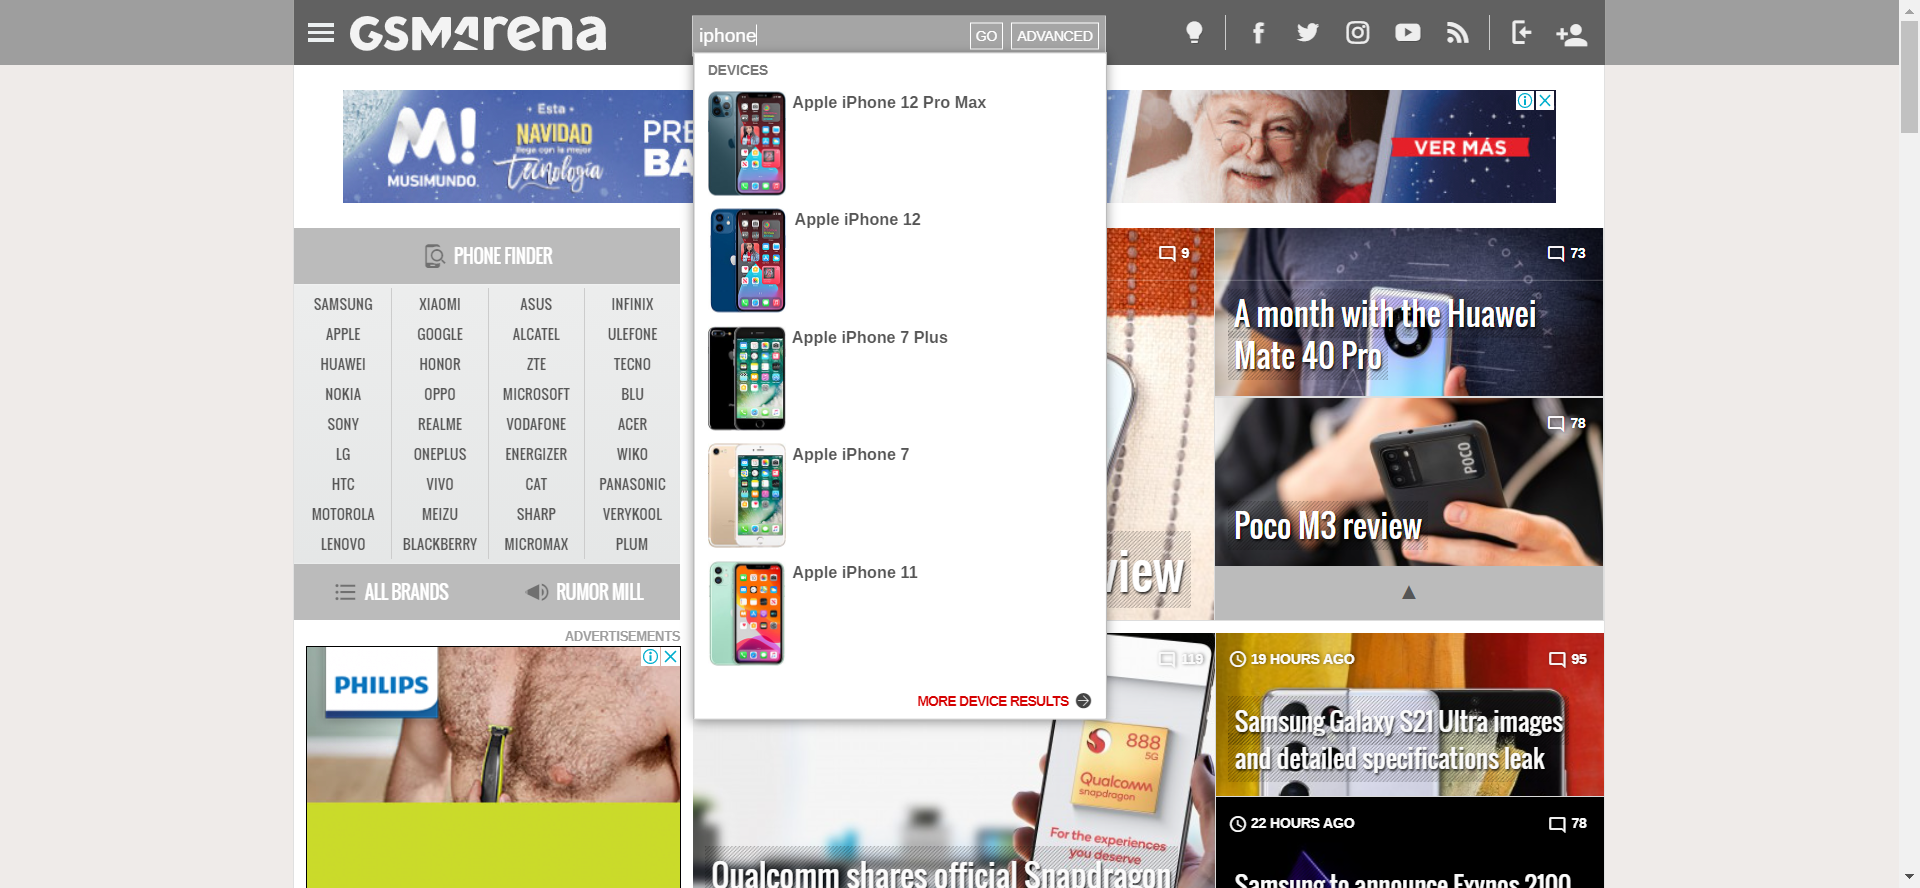 GSMArena
iphone
GO
ADVANCED
DEVICES
Apple iPhone 12 Pro Max
Apple iPhone 12
Apple iPhone 7 Plus
Apple iPhone 7
Apple iPhone 11
MORE DEVICE RESULTS
M!
MUSIMUNDO
Esta
NAVIDAD
llega con la mejor
Tecnología
PRE
BA
VER MÁS
PHONE FINDER
SAMSUNG XIAOMI ASUS INFINIX
APPLE GOOGLE ALCATEL ULEFONE
HUAWEI HONOR ZTE TECNO
NOKIA OPPO MICROSOFT BLU
SONY REALME VODAFONE ACER
LG ONEPLUS ENERGIZER WIKO
HTC VIVO CAT PANASONIC
MOTOROLA MEIZU SHARP VERYKOOL
LENOVO BLACKBERRY MICROMAX PLUM
ALL BRANDS
RUMOR MILL
9
view
73
A month with the Huawei
Mate 40 Pro
78
POCO
Poco M3 review
ADVERTISEMENTS
PHILIPS
119
888
5G
Qualcomm
snapdragon
For the experiences
you deserve
Qualcomm shares official Snapdragon
19 HOURS AGO
95
Samsung Galaxy S21 Ultra images
and detailed specifications leak
22 HOURS AGO
78
Samsung to announce Exynos 2100